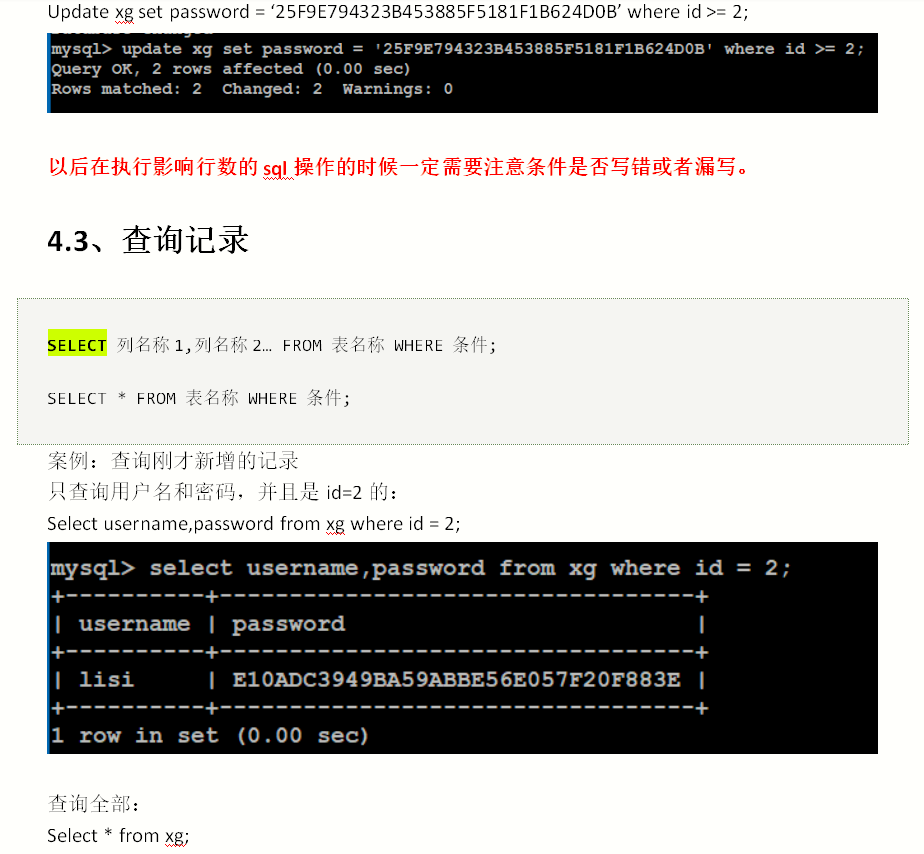 Update xg set password = ‘25F9E794323B453885F5181F1B624D0B’ where id >= 2;
mysql> update xg set password = '25F9E794323B453885F5181F1B624D0B' where id >= 2;
Query OK, 2 rows affected (0.00 sec)
Rows matched: 2  Changed: 2  Warnings: 0
以后在执行影响行数的 sql 操作的时候一定需要注意条件是否写错或者漏写。
4.3、查询记录
SELECT 列名称 1,列名称 2… FROM 表名称 WHERE 条件;
SELECT * FROM 表名称 WHERE 条件;
案例：查询刚才新增的记录
只查询用户名和密码，并且是 id=2 的：
Select username,password from xg where id = 2;
mysql> select username,password from xg where id = 2;
+----------+----------------------------------+
| username | password                         |
+----------+----------------------------------+
| lisi     | E10ADC3949BA59ABBE56E057F20F883E |
+----------+----------------------------------+
1 row in set (0.00 sec)
查询全部：
Select * from xg;